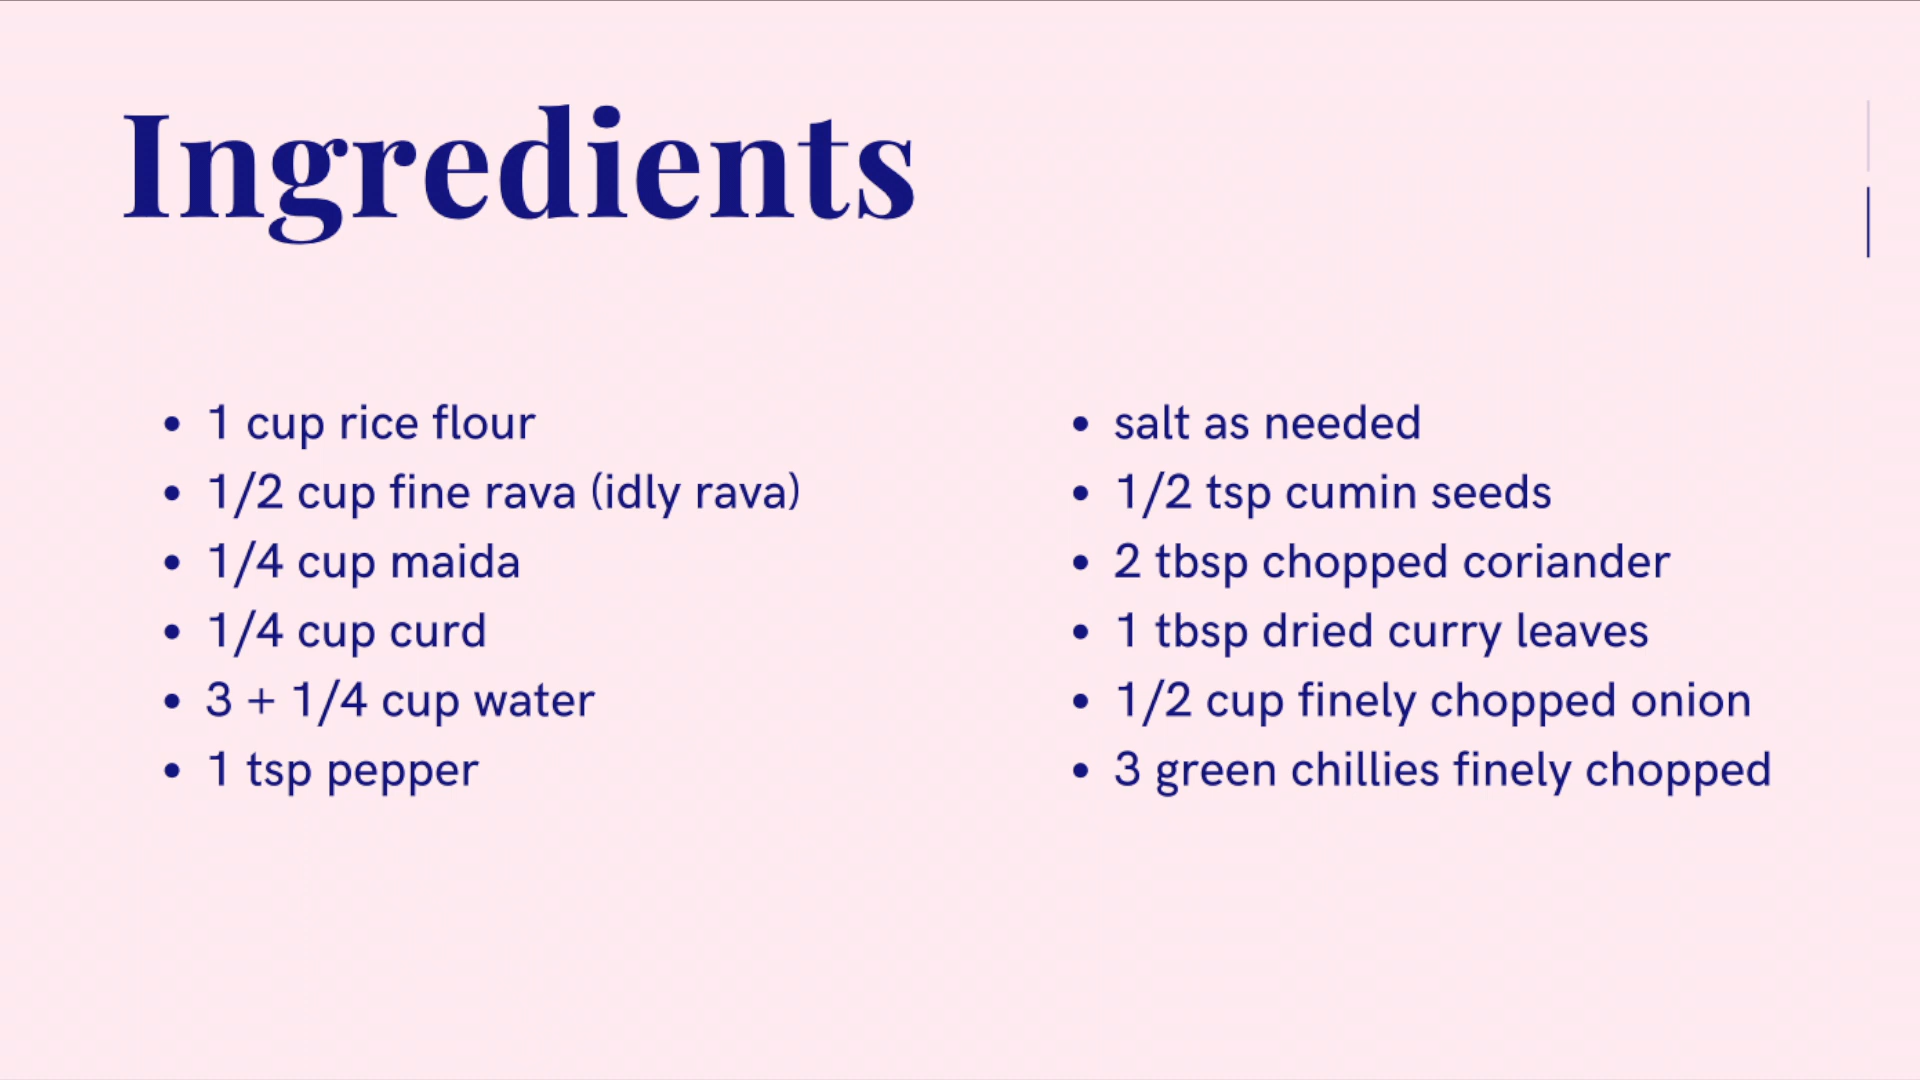 Ingredients
• 1 cup rice flour
• 1/2 cup fine rava (idly rava)
• 1/4 cup maida
• 1/4 cup curd
• 3 + 1/4 cup water
• 1 tsp pepper
• salt as needed
• 1/2 tsp cumin seeds
• 2 tbsp chopped coriander
• 1 tbsp dried curry leaves
• 1/2 cup finely chopped onion
• 3 green chillies finely chopped